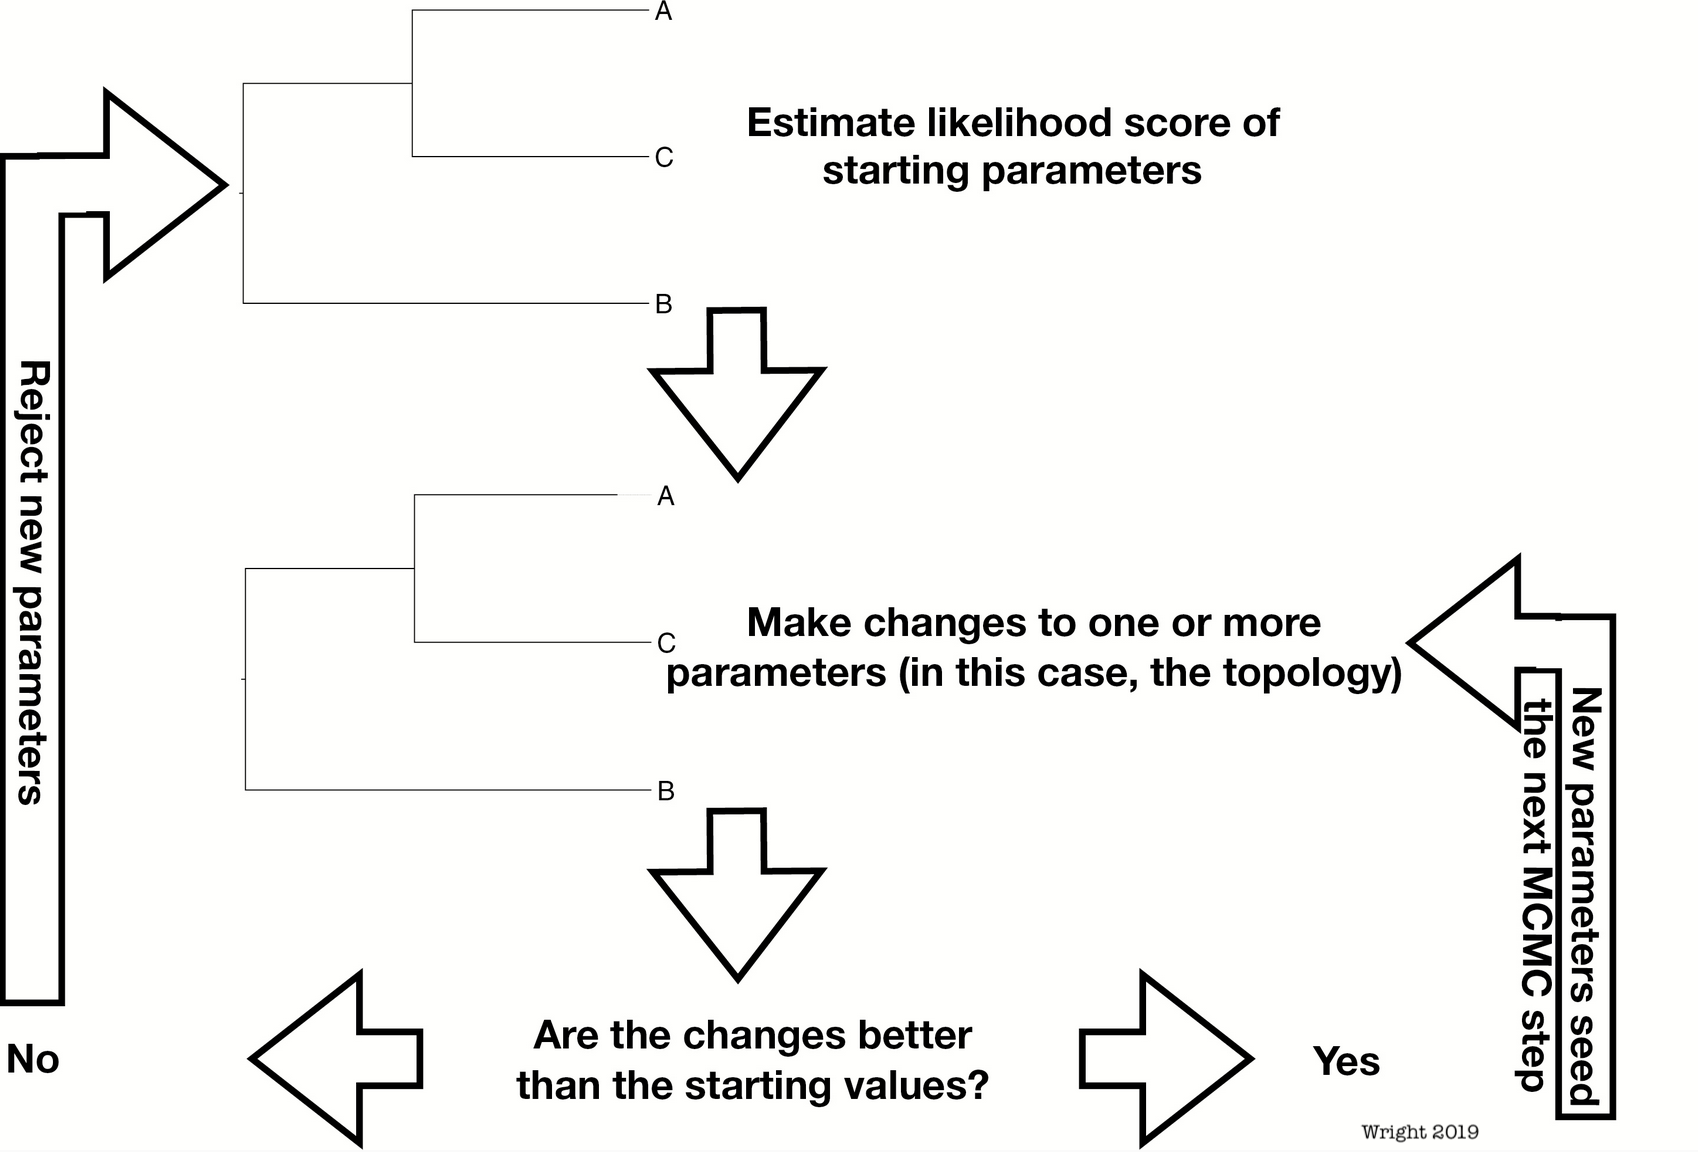 A
Estimate likelihood score of
starting parameters
C
B
Reject new parameters
A
Make changes to one or more
C
parameters (in this case, the topology)
New parameters seed
the next MCMC step
B
No
Are the changes better
than the starting values?
Yes
Wright 2019